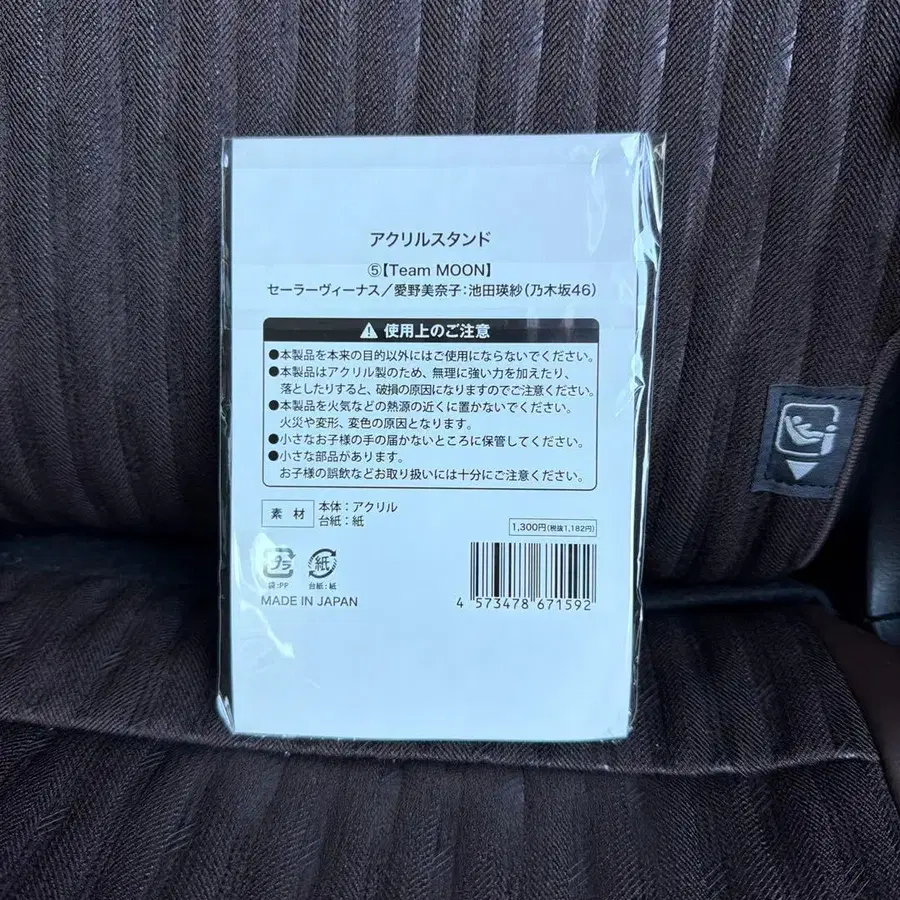 アクリルスタンド
⑤【Team MOON】
セーラーヴィーナス／愛野美奈子：池田瑛紗（乃木坂46）
使用上のご注意
●本製品を本来の目的以外にはご使用にならないでください。
●本製品はアクリル製のため、無理に強い力を加えたり、
落としたりすると、破損の原因になりますのでご注意ください。
●本製品を火気などの熱源の近くに置かないでください。
火災や変形、変色の原因となります。
●小さなお子様の手の届かないところに保管してください。
●小さな部品があります。
お子様の誤飲などお取り扱いには十分にご注意ください。
素 材
本体：アクリル
台紙：紙
1,300円（税抜1,182円）
プラ
紙
袋：PP
台紙：紙
MADE IN JAPAN
4 573478 671592